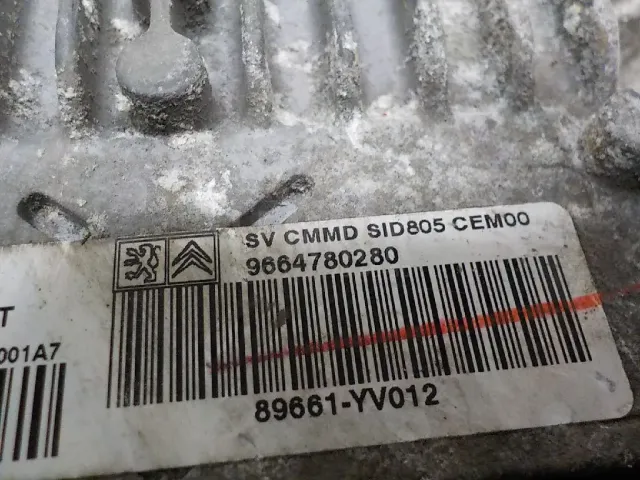 SV CMMD SID805 CEM00
9664780280
T
001A7
89661-YV012